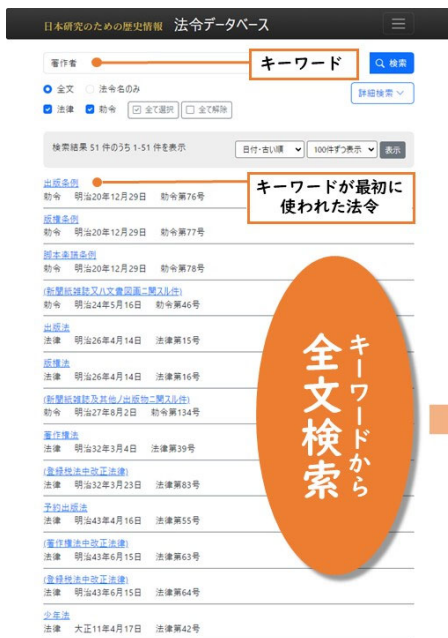 日本研究のための歴史情報 法令データベース
著作者
キーワード
検索
全文 法令名のみ
詳細検索
法律 勅令 全て選択 全て解除
検索結果 51 件のうち 1-51 件を表示
日付-古い順 100件ずつ表示 表示
出版条例
勅令 明治20年12月29日 勅令第76号
キーワードが最初に
使われた法令
版権条例
勅令 明治20年12月29日 勅令第77号
脚本楽譜条例
勅令 明治20年12月29日 勅令第78号
(新聞紙雑誌又ハ文書図画ニ関スル件)
勅令 明治24年5月16日 勅令第46号
出版法
法律 明治26年4月14日 法律第15号
版権法
法律 明治26年4月14日 法律第16号
(新聞紙雑誌及其他ノ出版物ニ関スル件)
勅令 明治27年8月2日 勅令第134号
著作権法
法律 明治32年3月4日 法律第39号
(登録税法中改正法律)
法律 明治32年3月23日 法律第83号
予約出版法
法律 明治43年4月16日 法律第55号
(著作権法中改正法律)
法律 明治43年6月15日 法律第63号
(登録税法中改正法律)
法律 明治43年6月15日 法律第64号
少年法
法律 大正11年4月17日 法律第42号
キーワードから
全文検索